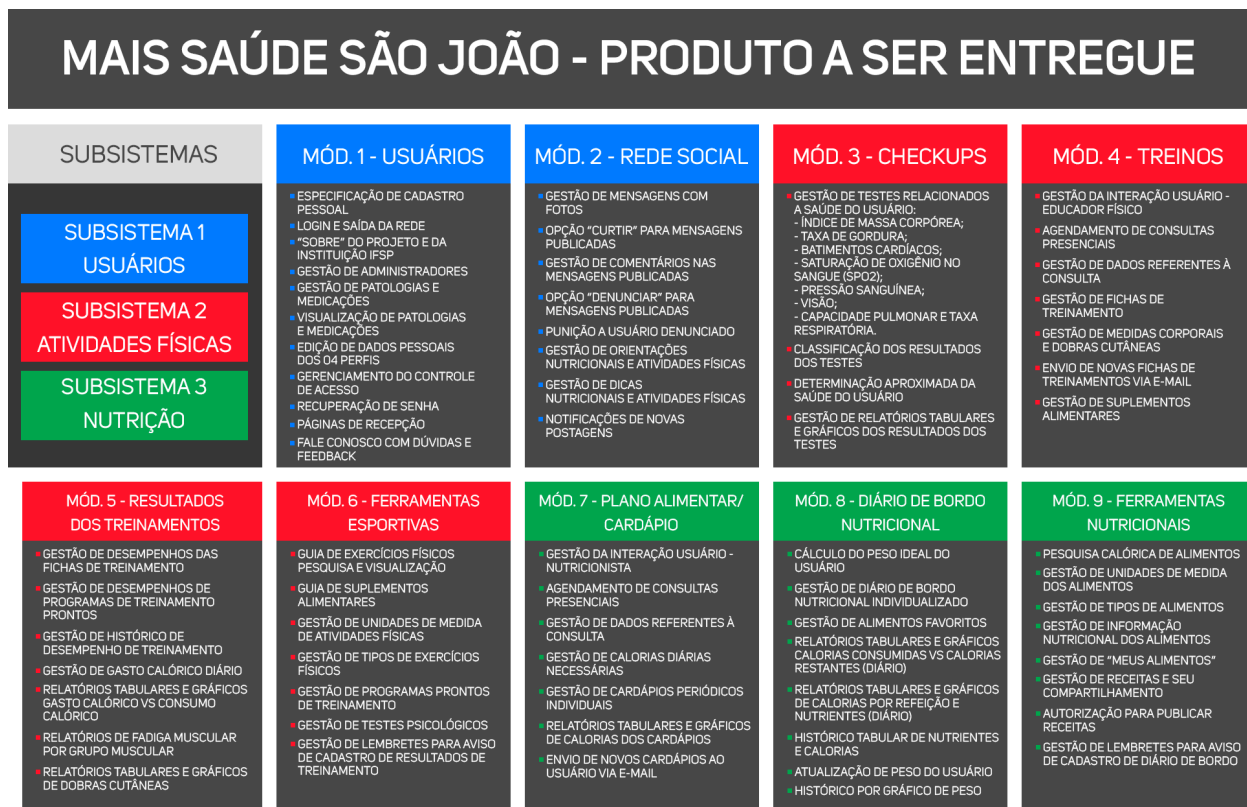 MAIS SAÚDE SÃO JOÃO - PRODUTO A SER ENTREGUE
SUBSISTEMAS
SUBSISTEMA 1
USUÁRIOS
SUBSISTEMA 2
ATIVIDADES FÍSICAS
SUBSISTEMA 3
NUTRIÇÃO
MÓD. 1 - USUÁRIOS
ESPECIFICAÇÃO DE CADASTRO
PESSOAL
LOGIN E SAÍDA DA REDE
"SOBRE" DO PROJETO E DA
INSTITUIÇÃO IFSP
GESTÃO DE ADMINISTRADORES
GESTÃO DE PATOLOGIAS E
MEDICAÇÕES
VISUALIZAÇÃO DE PATOLOGIAS
E MEDICAÇÕES
EDIÇÃO DE DADOS PESSOAIS
DOS 04 PERFIS
GERENCIAMENTO DO CONTROLE
DE ACESSO
RECUPERAÇÃO DE SENHA
PÁGINAS DE RECEPÇÃO
FALE CONOSCO COM DÚVIDAS E
FEEDBACK
MÓD. 2 - REDE SOCIAL
GESTÃO DE MENSAGENS COM
FOTOS
OPÇÃO "CURTIR" PARA MENSAGENS
PUBLICADAS
GESTÃO DE COMENTÁRIOS NAS
MENSAGENS PUBLICADAS
OPÇÃO "DENUNCIAR" PARA
MENSAGENS PUBLICADAS
PUNIÇÃO A USUÁRIO DENUNCIADO
GESTÃO DE ORIENTAÇÕES
NUTRICIONAIS E ATIVIDADES FÍSICAS
GESTÃO DE DICAS
NUTRICIONAIS E ATIVIDADES FÍSICAS
NOTIFICAÇÕES DE NOVAS
POSTAGENS
MÓD. 3 - CHECKUPS
GESTÃO DE TESTES RELACIONADOS
A SAÚDE DO USUÁRIO:
- ÍNDICE DE MASSA CORPÓREA;
- TAXA DE GORDURA;
- BATIMENTOS CARDÍACOS;
- SATURAÇÃO DE OXIGÊNIO NO
SANGUE (SPO2);
- PRESSÃO SANGUÍNEA;
- VISÃO;
- CAPACIDADE PULMONAR E TAXA
RESPIRATÓRIA.
CLASSIFICAÇÃO DOS RESULTADOS
DOS TESTES
DETERMINAÇÃO APROXIMADA DA
SAÚDE DO USUÁRIO
GESTÃO DE RELATÓRIOS TABULARES
E GRÁFICOS DOS RESULTADOS DOS
TESTES
MÓD. 4 - TREINOS
GESTÃO DA INTERAÇÃO USUÁRIO -
EDUCADOR FÍSICO
AGENDAMENTO DE CONSULTAS
PRESENCIAIS
GESTÃO DE DADOS REFERENTES À
CONSULTA
GESTÃO DE FICHAS DE
TREINAMENTO
GESTÃO DE MEDIDAS CORPORAIS
E DOBRAS CUTÂNEAS
ENVIO DE NOVAS FICHAS DE
TREINAMENTOS VIA E-MAIL
GESTÃO DE SUPLEMENTOS
ALIMENTARES
MÓD. 5 - RESULTADOS
DOS TREINAMENTOS
GESTÃO DE DESEMPENHOS DAS
FICHAS DE TREINAMENTO
GESTÃO DE DESEMPENHOS DE
PROGRAMAS DE TREINAMENTO
PRONTOS
GESTÃO DE HISTÓRICO DE
DESEMPENHO DE TREINAMENTO
GESTÃO DE GASTO CALÓRICO DIÁRIO
RELATÓRIOS TABULARES E GRÁFICOS
GASTO CALÓRICO VS CONSUMO
CALÓRICO
RELATÓRIOS DE FADIGA MUSCULAR
POR GRUPO MUSCULAR
RELATÓRIOS TABULARES E GRÁFICOS
DE DOBRAS CUTÂNEAS
MÓD. 6 - FERRAMENTAS
ESPORTIVAS
GUIA DE EXERCÍCIOS FÍSICOS
PESQUISA E VISUALIZAÇÃO
GUIA DE SUPLEMENTOS
ALIMENTARES
GESTÃO DE UNIDADES DE MEDIDA
DE ATIVIDADES FÍSICAS
GESTÃO DE TIPOS DE EXERCÍCIOS
FÍSICOS
GESTÃO DE PROGRAMAS PRONTOS
DE TREINAMENTO
GESTÃO DE TESTES PSICOLÓGICOS
GESTÃO DE LEMBRETES PARA AVISO
DE CADASTRO DE RESULTADOS DE
TREINAMENTO
MÓD. 7 - PLANO ALIMENTAR/
CARDÁPIO
GESTÃO DA INTERAÇÃO USUÁRIO -
NUTRICIONISTA
AGENDAMENTO DE CONSULTAS
PRESENCIAIS
GESTÃO DE DADOS REFERENTES À
CONSULTA
GESTÃO DE CALORIAS DIÁRIAS
NECESSÁRIAS
GESTÃO DE CARDÁPIOS PERIÓDICOS
INDIVIDUAIS
RELATÓRIOS TABULARES E GRÁFICOS
DE CALORIAS DOS CARDÁPIOS
ENVIO DE NOVOS CARDÁPIOS AO
USUÁRIO VIA E-MAIL
MÓD. 8 - DIÁRIO DE BORDO
NUTRICIONAL
CÁLCULO DO PESO IDEAL DO
USUÁRIO
GESTÃO DE DIÁRIO DE BORDO
NUTRICIONAL INDIVIDUALIZADO
GESTÃO DE ALIMENTOS FAVORITOS
RELATÓRIOS TABULARES E GRÁFICOS
CALORIAS CONSUMIDAS VS CALORIAS
RESTANTES (DIÁRIO)
RELATÓRIOS TABULARES E GRÁFICOS
DE CALORIAS POR REFEIÇÃO E
NUTRIENTES (DIÁRIO)
HISTÓRICO TABULAR DE NUTRIENTES
E CALORIAS
ATUALIZAÇÃO DE PESO DO USUÁRIO
HISTÓRICO POR GRÁFICO DE PESO
MÓD. 9 - FERRAMENTAS
NUTRICIONAIS
PESQUISA CALÓRICA DE ALIMENTOS
GESTÃO DE UNIDADES DE MEDIDA
DOS ALIMENTOS
GESTÃO DE TIPOS DE ALIMENTOS
GESTÃO DE INFORMAÇÃO
NUTRICIONAL DOS ALIMENTOS
GESTÃO DE "MEUS ALIMENTOS"
GESTÃO DE RECEITAS E SEU
COMPARTILHAMENTO
AUTORIZAÇÃO PARA PUBLICAR
RECEITAS
GESTÃO DE LEMBRETES PARA AVISO
DE CADASTRO DE DIÁRIO DE BORDO